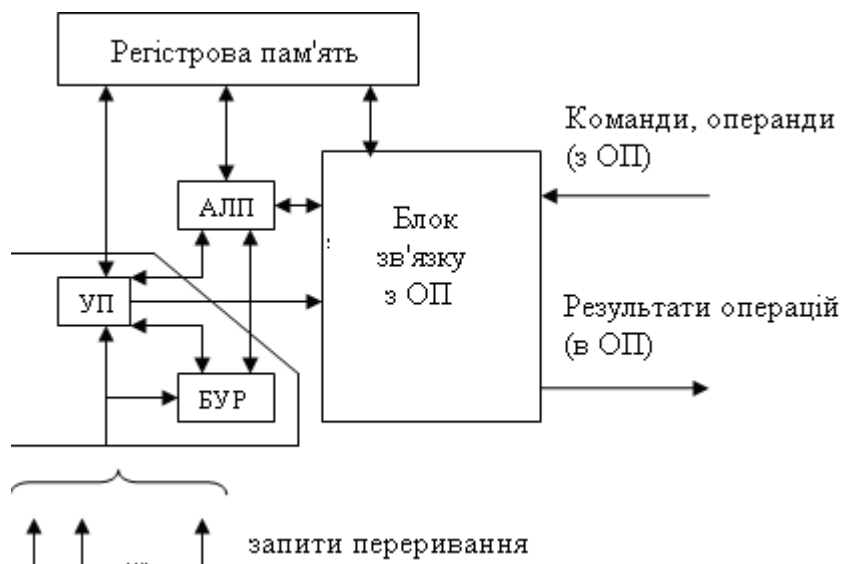 Регістрова пам'ять
Команди, операнди
(з ОП)
АЛП
Блок
зв'язку
з ОП
УП
Результати операцій
(в ОП)
БУР
запити переривання